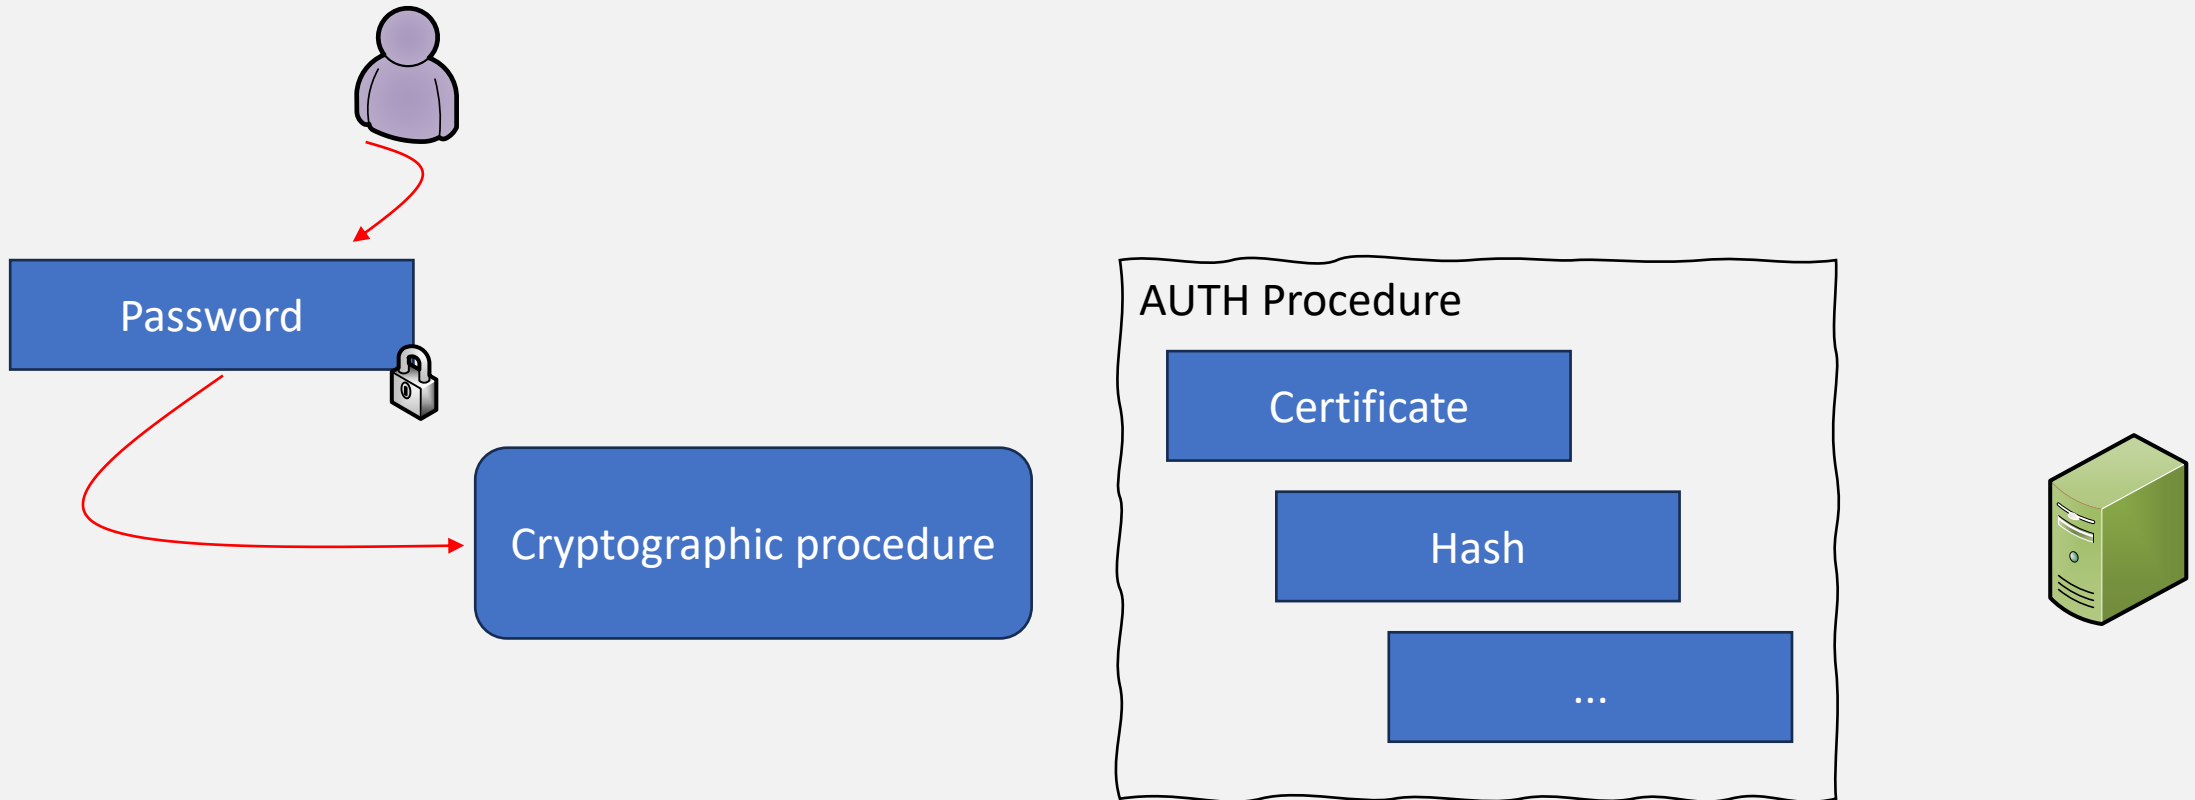 Password
AUTH Procedure
Certificate
Cryptographic procedure
Hash
...